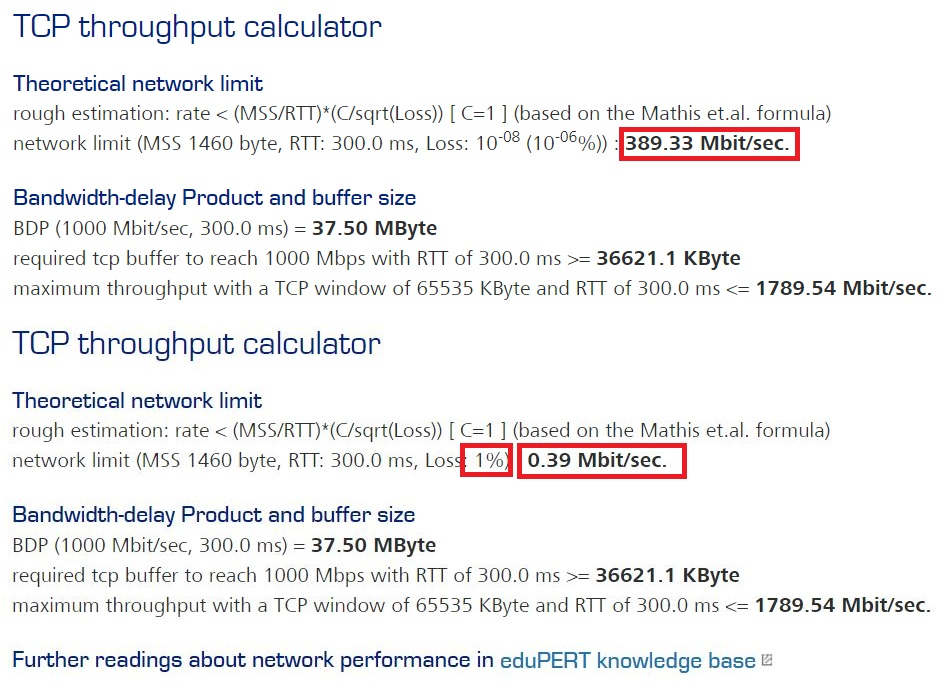 TCP throughput calculator
Theoretical network limit
rough estimation: rate < (MSS/RTT)*(C/sqrt(Loss)) [ C=1 ] (based on the Mathis et.al. formula)
network limit (MSS 1460 byte, RTT: 300.0 ms, Loss: 10^-08 (10^-06%)) : 389.33 Mbit/sec.
Bandwidth-delay Product and buffer size
BDP (1000 Mbit/sec, 300.0 ms) = 37.50 MByte
required tcp buffer to reach 1000 Mbps with RTT of 300.0 ms >= 36621.1 KByte
maximum throughput with a TCP window of 65535 KByte and RTT of 300.0 ms <= 1789.54 Mbit/sec.
TCP throughput calculator
Theoretical network limit
rough estimation: rate < (MSS/RTT)*(C/sqrt(Loss)) [ C=1 ] (based on the Mathis et.al. formula)
network limit (MSS 1460 byte, RTT: 300.0 ms, Loss: 1%) 0.39 Mbit/sec.
Bandwidth-delay Product and buffer size
BDP (1000 Mbit/sec, 300.0 ms) = 37.50 MByte
required tcp buffer to reach 1000 Mbps with RTT of 300.0 ms >= 36621.1 KByte
maximum throughput with a TCP window of 65535 KByte and RTT of 300.0 ms <= 1789.54 Mbit/sec.
Further readings about network performance in eduPERT knowledge base